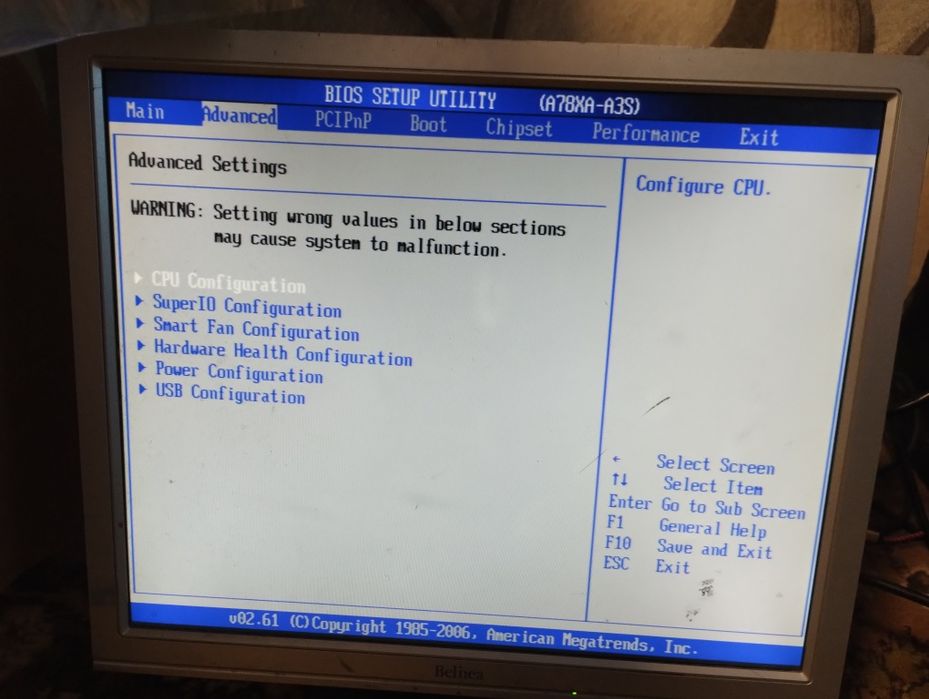 BIOS SETUP UTILITY (A78XA-A3S)
Main Advanced PCIPnP Boot Chipset Performance Exit
Advanced Settings
WARNING: Setting wrong values in below sections
may cause system to malfunction.
CPU Configuration
SuperIO Configuration
Smart Fan Configuration
Hardware Health Configuration
Power Configuration
USB Configuration
Configure CPU.
← Select Screen
↑↓ Select Item
Enter Go to Sub Screen
F1 General Help
F10 Save and Exit
ESC Exit
v02.61 (C)Copyright 1985-2006, American Megatrends, Inc.
Belinea